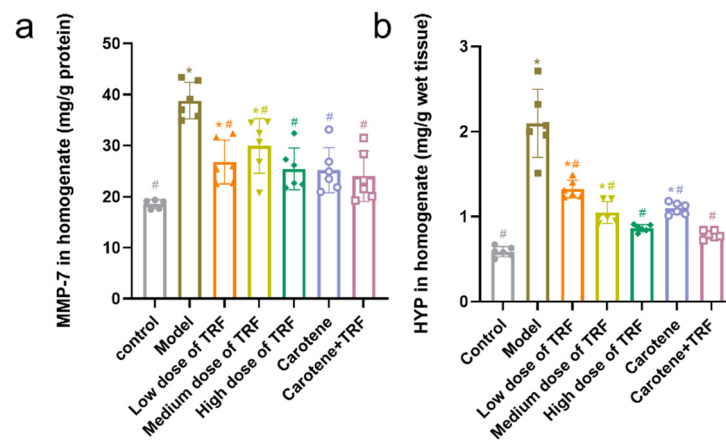 a
MMP-7 in homogenate (mg/g protein)
50
40
30
20
10
0
#
*
*#
*#
#
#
#
control
Model
Low dose of TRF
Medium dose of TRF
High dose of TRF
Carotene
Carotene+TRF
b
HYP in homogenate (mg/g wet tissue)
3
2
1
0
#
*
*#
*#
#
*#
#
Control
Model
Low dose of TRF
Medium dose of TRF
High dose of TRF
Carotene
Carotene+TRF